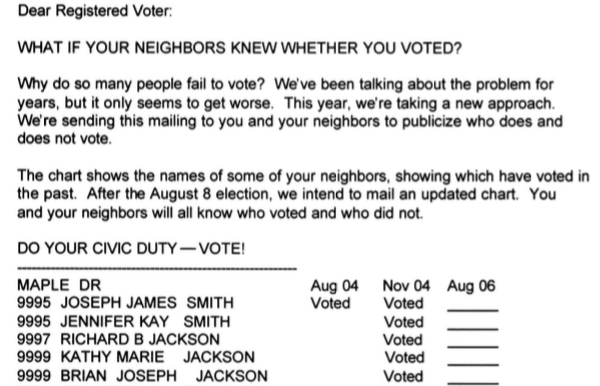 Dear Registered Voter:
WHAT IF YOUR NEIGHBORS KNEW WHETHER YOU VOTED?
Why do so many people fail to vote? We've been talking about the problem for
years, but it only seems to get worse. This year, we're taking a new approach.
We're sending this mailing to you and your neighbors to publicize who does and
does not vote.
The chart shows the names of some of your neighbors, showing which have voted in
the past. After the August 8 election, we intend to mail an updated chart. You
and your neighbors will all know who voted and who did not.
DO YOUR CIVIC DUTY—VOTE!
MAPLE DR Aug 04 Nov 04 Aug 06
9995 JOSEPH JAMES SMITH Voted Voted
9995 JENNIFER KAY SMITH Voted
9997 RICHARD B JACKSON Voted
9999 KATHY MARIE JACKSON Voted
9999 BRIAN JOSEPH JACKSON Voted